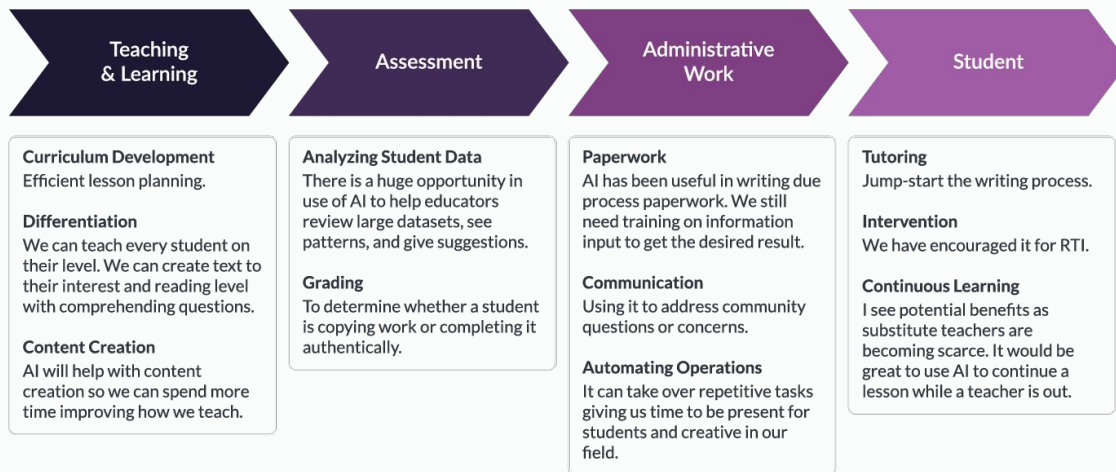 Teaching
& Learning
Assessment
Administrative
Work
Student
Curriculum Development
Efficient lesson planning.
Differentiation
We can teach every student on
their level. We can create text to
their interest and reading level
with comprehending questions.
Content Creation
AI will help with content
creation so we can spend more
time improving how we teach.
Analyzing Student Data
There is a huge opportunity in
use of AI to help educators
review large datasets, see
patterns, and give suggestions.
Grading
To determine whether a student
is copying work or completing it
authentically.
Paperwork
AI has been useful in writing due
process paperwork. We still
need training on information
input to get the desired result.
Communication
Using it to address community
questions or concerns.
Automating Operations
It can take over repetitive tasks
giving us time to be present for
students and creative in our
field.
Tutoring
Jump-start the writing process.
Intervention
We have encouraged it for RTI.
Continuous Learning
I see potential benefits as
substitute teachers are
becoming scarce. It would be
great to use AI to continue a
lesson while a teacher is out.